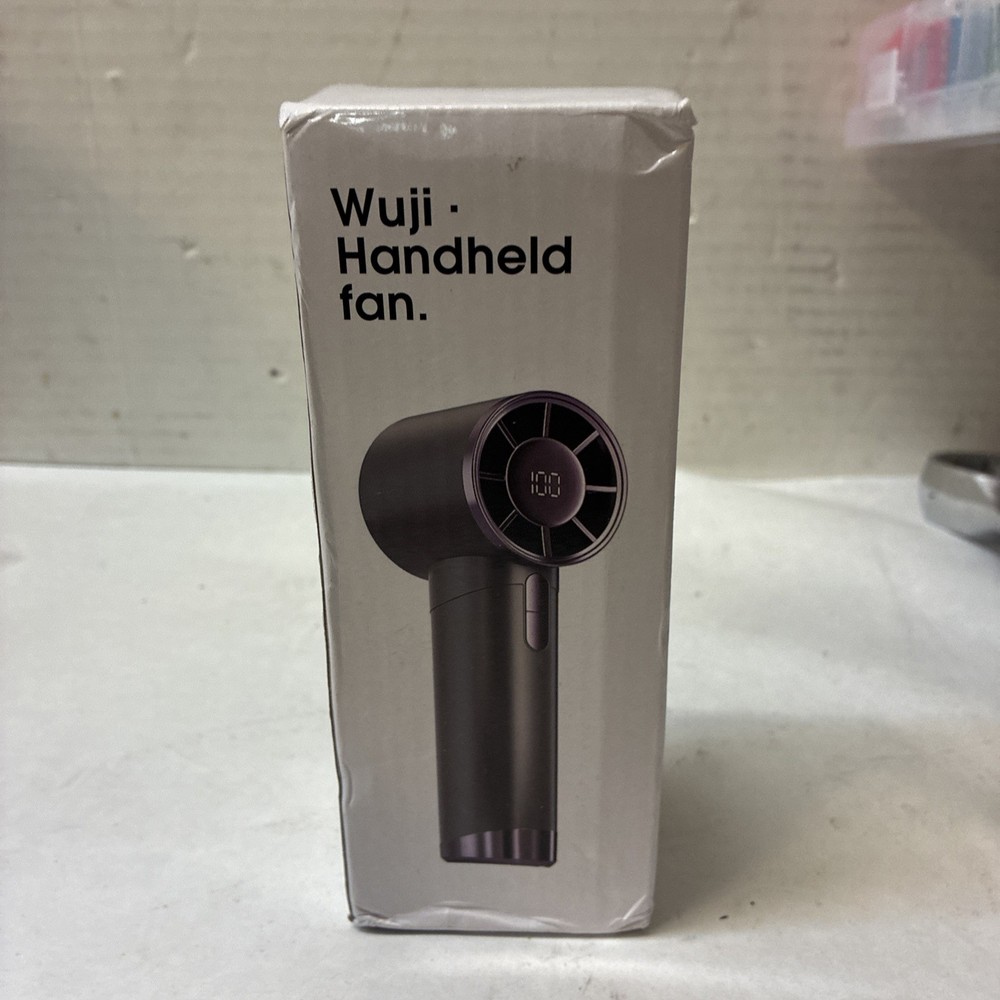 Wuji ·
Handheld
fan.
100